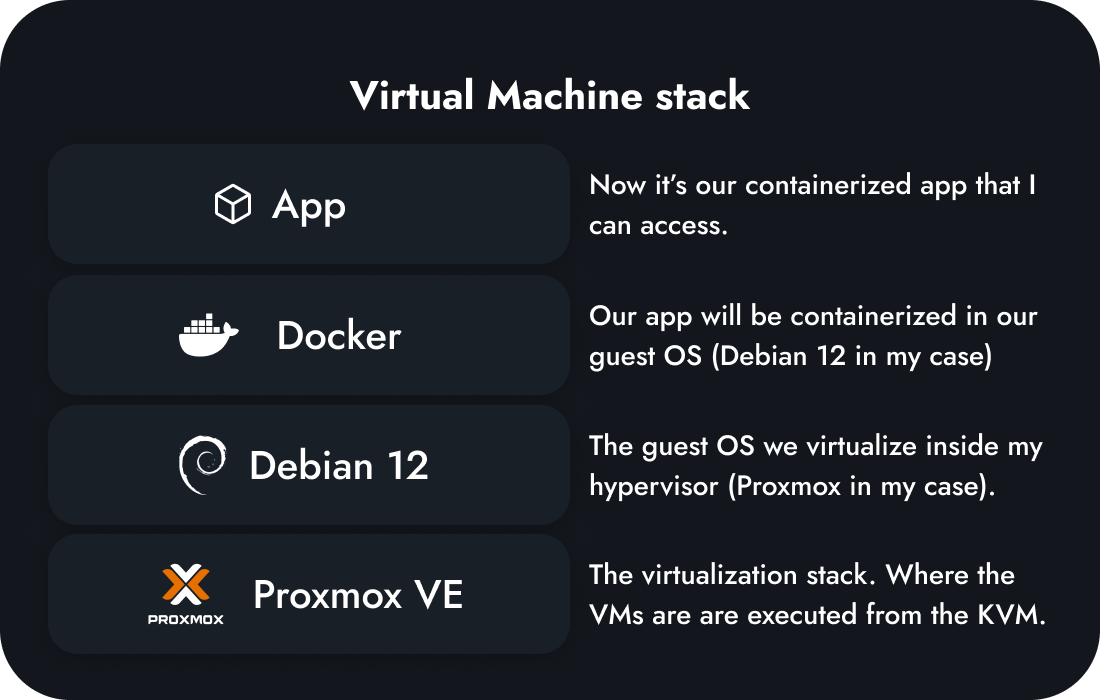 Virtual Machine stack
App
Now it’s our containerized app that I
can access.
Docker
Our app will be containerized in our
guest OS (Debian 12 in my case)
Debian 12
The guest OS we virtualize inside my
hypervisor (Proxmox in my case).
PROXMOX
Proxmox VE
The virtualization stack. Where the
VMs are are executed from the KVM.